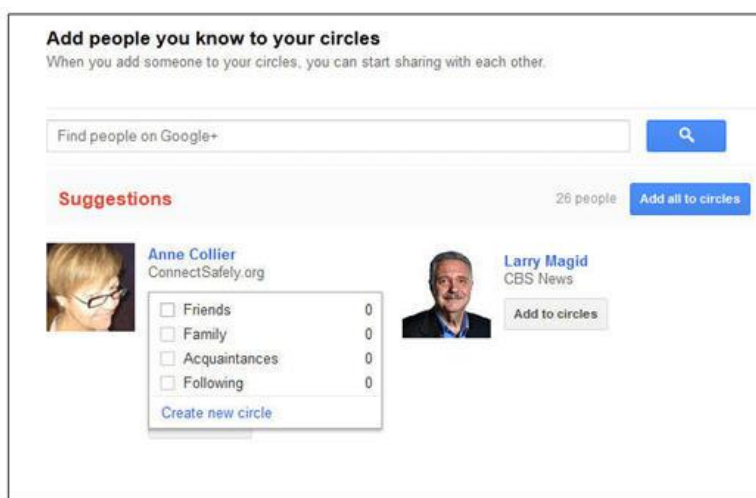 Add people you know to your circles
When you add someone to your circles, you can start sharing with each other.
Find people on Google+
Suggestions
26 people
Add all to circles
Anne Collier
ConnectSafely.org
Friends 0
Family 0
Acquaintances 0
Following 0
Create new circle
Larry Magid
CBS News
Add to circles